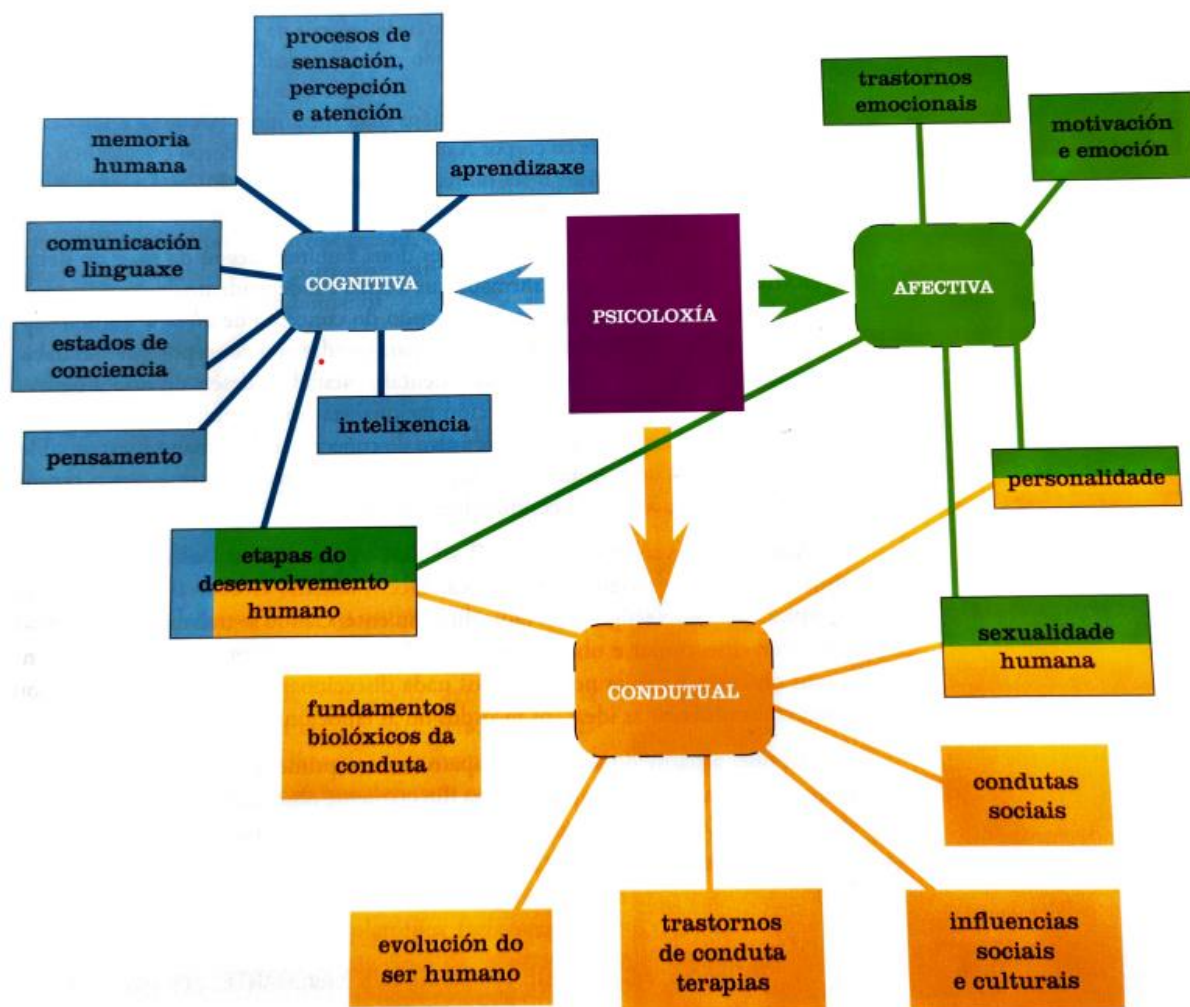 procesos de
sensación,
percepción
e atención
memoria
humana
aprendizaxe
comunicación
e linguaxe
COGNITIVA
estados de
conciencia
pensamento
intelixencia
PSICOLOXÍA
trastornos
emocionais
motivación
e emoción
AFECTIVA
personalidade
etapas do
desenvolvemento
humano
sexualidade
humana
CONDUTUAL
fundamentos
biolóxicos da
conduta
condutas
sociais
evolución do
ser humano
trastornos
de conduta
terapias
influencias
sociais
e culturais